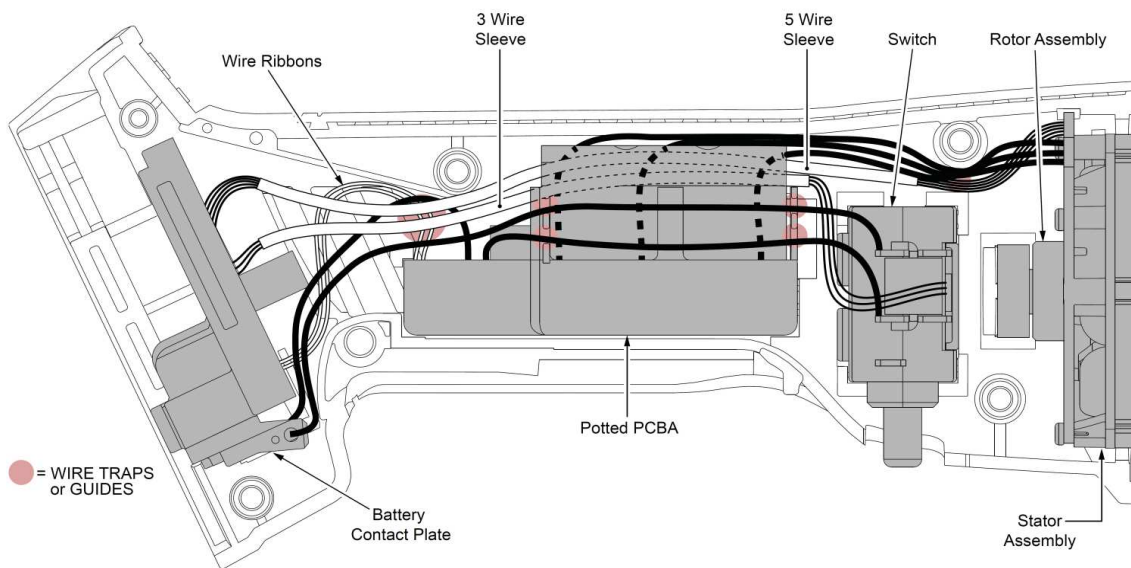 3 Wire
Sleeve
5 Wire
Sleeve
Switch
Rotor Assembly
Wire Ribbons
Potted PCBA
= WIRE TRAPS
or GUIDES
Battery
Contact Plate
Stator
Assembly